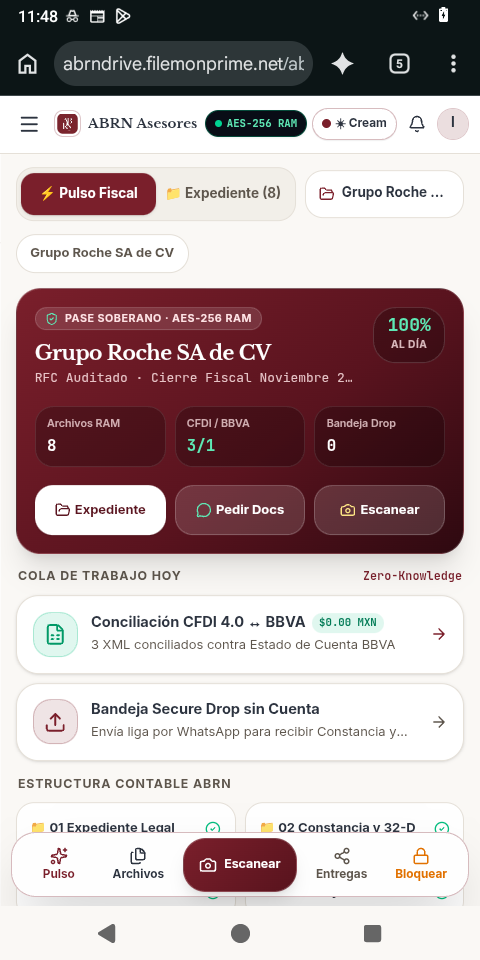 11:48
abrndrive.filemonprime.net/ab
5
ABRN Asesores
AES-256 RAM
☀ Cream
I
⚡ Pulso Fiscal
📁 Expediente (8)
Grupo Roche ...
Grupo Roche SA de CV
PASE SOBERANO · AES-256 RAM
100%
AL DÍA
Grupo Roche SA de CV
RFC Auditado · Cierre Fiscal Noviembre 2…
Archivos RAM
8
CFDI / BBVA
3/1
Bandeja Drop
0
Expediente
Pedir Docs
Escanear
COLA DE TRABAJO HOY
Zero-Knowledge
Conciliación CFDI 4.0 ↔ BBVA
$0.00 MXN
3 XML conciliados contra Estado de Cuenta BBVA
Bandeja Secure Drop sin Cuenta
Envía liga por WhatsApp para recibir Constancia y...
ESTRUCTURA CONTABLE ABRN
📁 01 Expediente Legal
📁 02 Constancia y 32-D
Pulso
Archivos
Escanear
Entregas
Bloquear